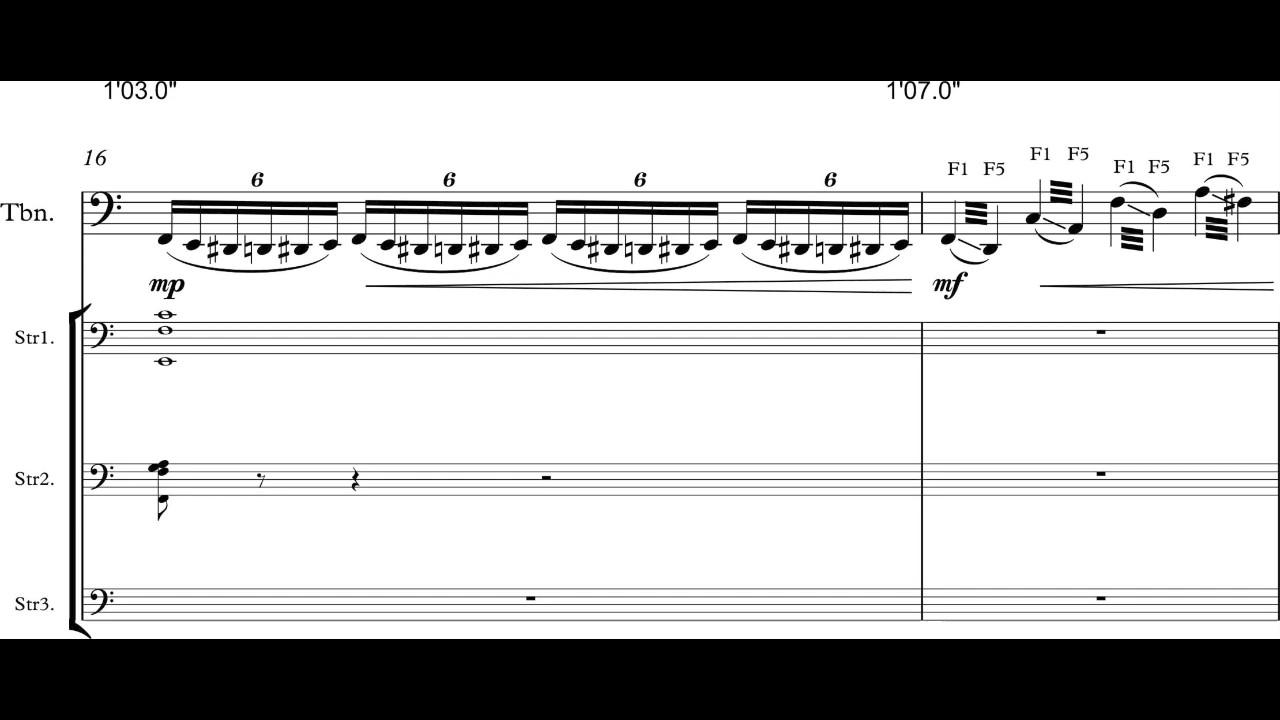 1'03.0" 1'07.0"
16
F1 F5 F1 F5 F1 F5 F1 F5
6 6 6 6
Tbn.
mp mf
Str1.
Str2.
Str3.